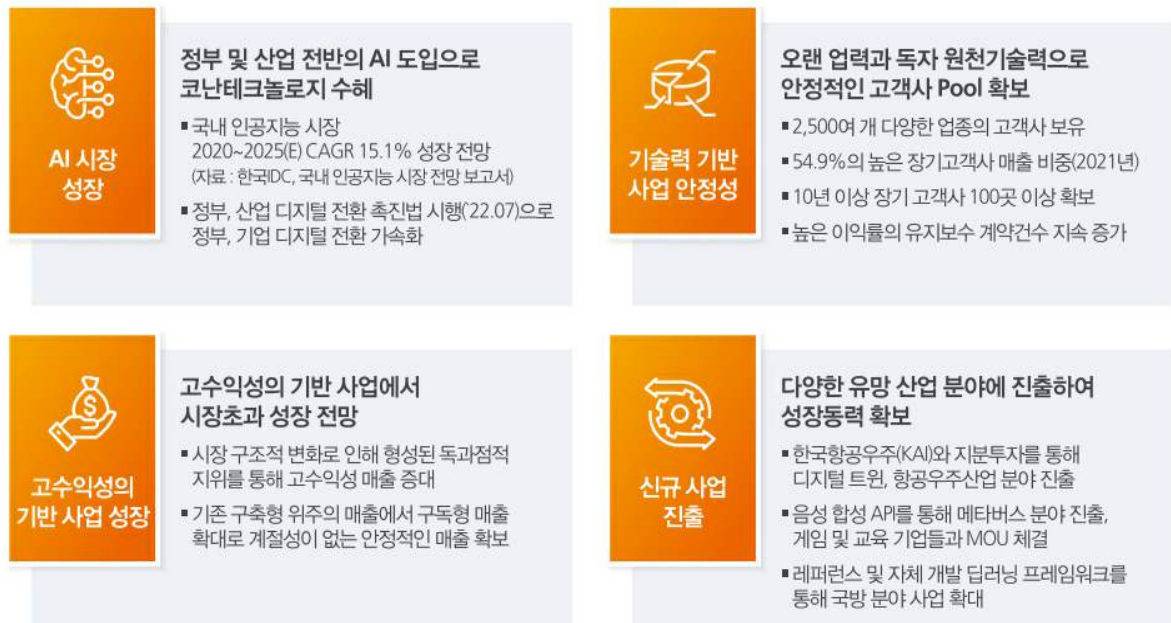 AI 시장
성장
정부 및 산업 전반의 AI 도입으로
코난테크놀로지 수혜
▪국내 인공지능 시장
2020~2025(E) CAGR 15.1% 성장 전망
(자료 : 한국IDC, 국내 인공지능 시장 전망 보고서)
▪정부, 산업 디지털 전환 촉진법 시행(`22.07)으로
정부, 기업 디지털 전환 가속화
기술력 기반
사업 안정성
오랜 업력과 독자 원천기술력으로
안정적인 고객사 Pool 확보
▪2,500여 개 다양한 업종의 고객사 보유
▪54.9%의 높은 장기고객사 매출 비중(2021년)
▪10년 이상 장기 고객사 100곳 이상 확보
▪높은 이익률의 유지보수 계약건수 지속 증가
고수익성의
기반 사업 성장
고수익성의 기반 사업에서
시장초과 성장 전망
▪시장 구조적 변화로 인해 형성된 독과점적
지위를 통해 고수익성 매출 증대
▪기존 구축형 위주의 매출에서 구독형 매출
확대로 계절성이 없는 안정적인 매출 확보
신규 사업
진출
다양한 유망 산업 분야에 진출하여
성장동력 확보
▪한국항공우주(KAI)와 지분투자를 통해
디지털 트윈, 항공우주산업 분야 진출
▪음성 합성 API를 통해 메타버스 분야 진출,
게임 및 교육 기업들과 MOU 체결
▪레퍼런스 및 자체 개발 딥러닝 프레임워크를
통해 국방 분야 사업 확대